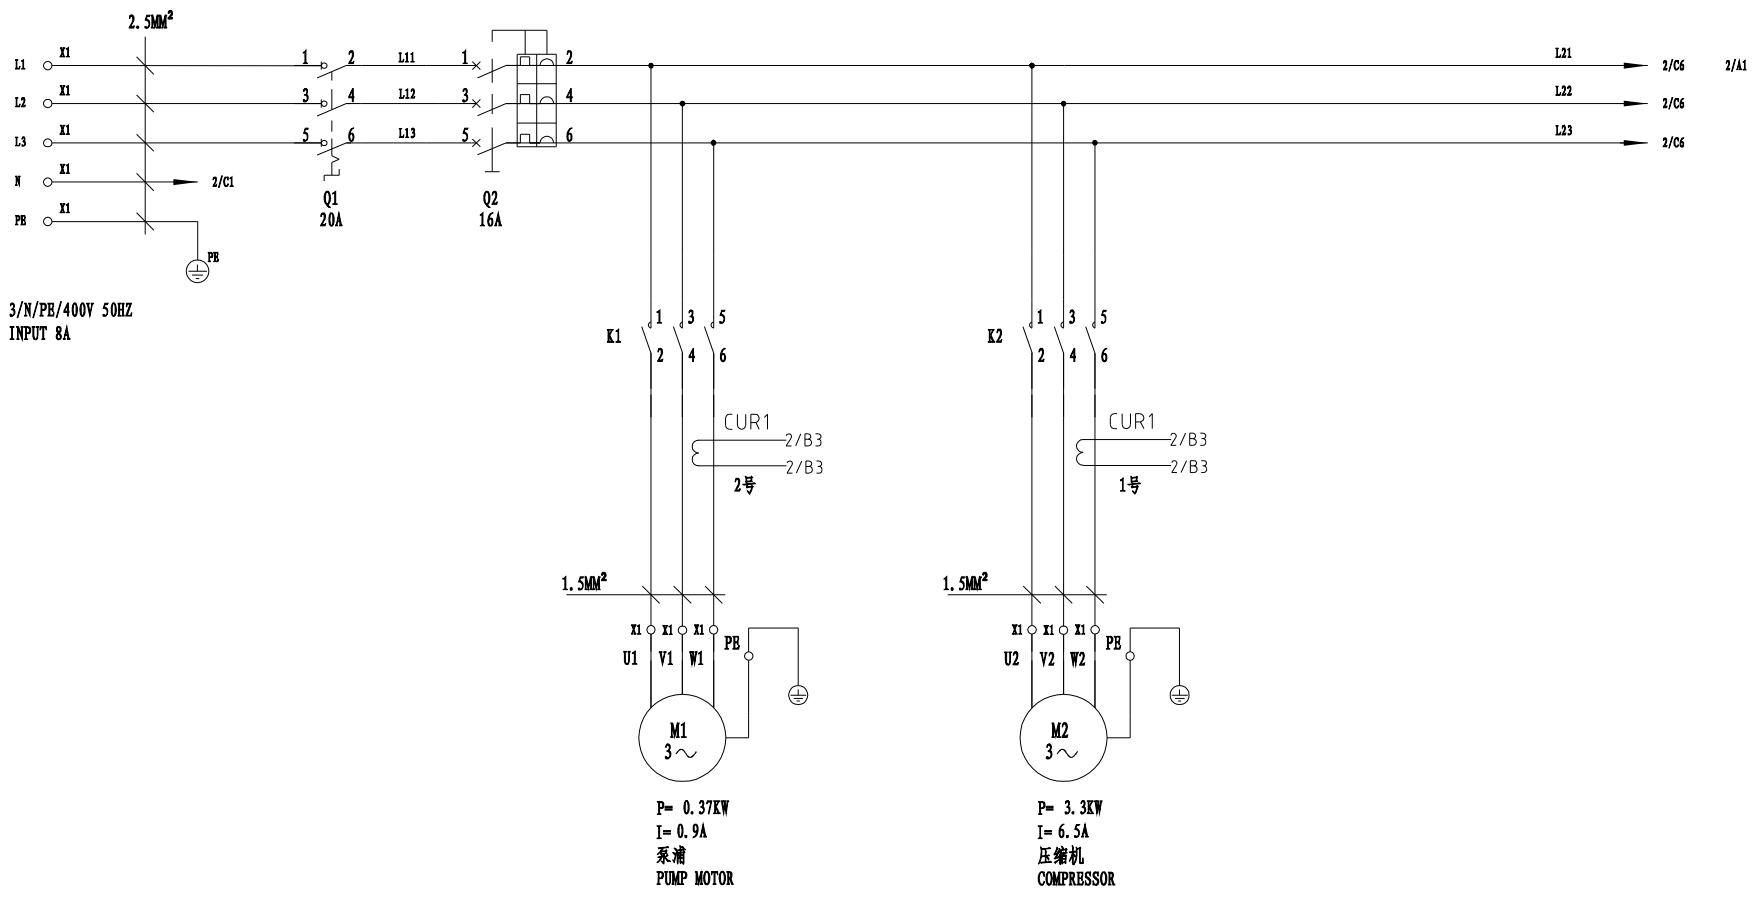 2.5MM²
L1 X1 1 2 L11 1 2 L21 2/C6 2/A1
L2 X1 3 4 L12 3 4 L22 2/C6
L3 X1 5 6 L13 5 6 L23 2/C6
N X1 2/C1
PE X1
Q1 Q2
20A 16A
PE
3/N/PE/400V 50HZ
INPUT 8A
1 3 5
K1
2 4 6
1 3 5
K2
2 4 6
CUR1
2/B3
2/B3
2号
CUR1
2/B3
2/B3
1号
1.5MM²
X1 X1 X1 PE
U1 V1 W1
1.5MM²
X1 X1 X1 PE
U2 V2 W2
M1
3~
M2
3~
P= 0.37KW
I= 0.9A
泵浦
PUMP MOTOR
P= 3.3KW
I= 6.5A
压缩机
COMPRESSOR